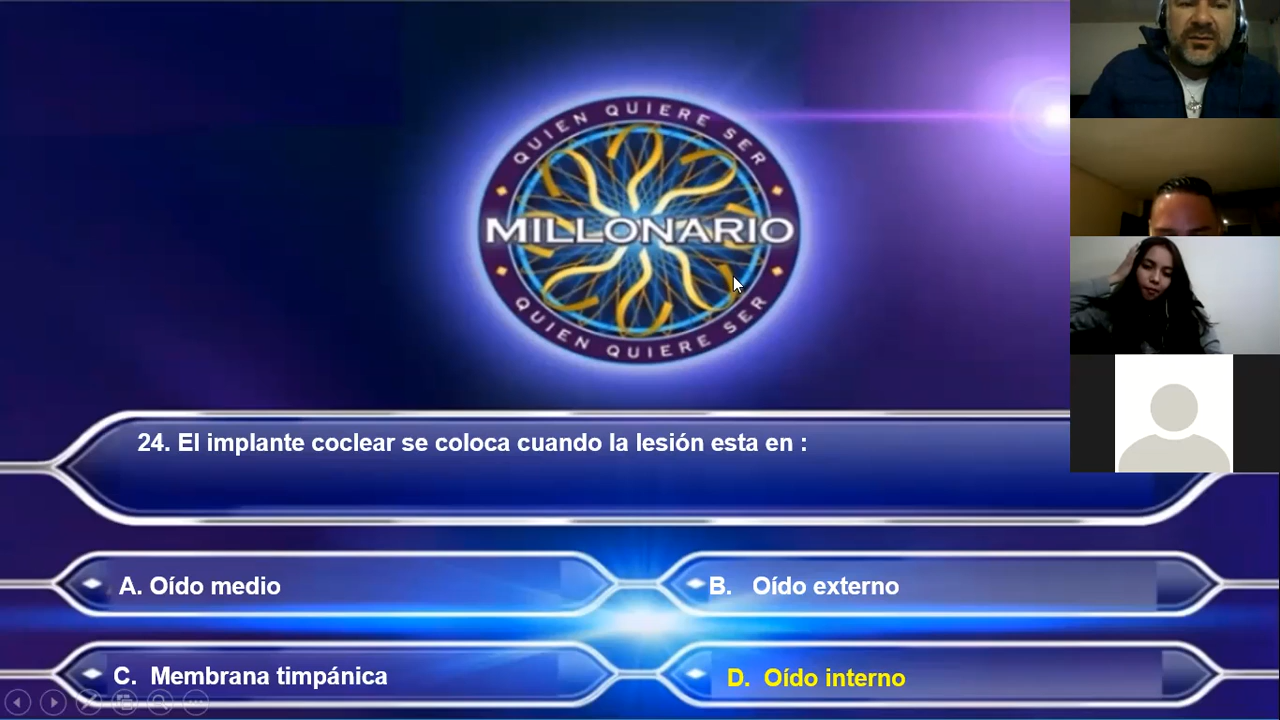 QUIEN QUIERE SER
MILLONARIO
QUIEN QUIERE SER
24. El implante coclear se coloca cuando la lesión esta en :
A. Oído medio
B. Oído externo
C. Membrana timpánica
D. Oído interno